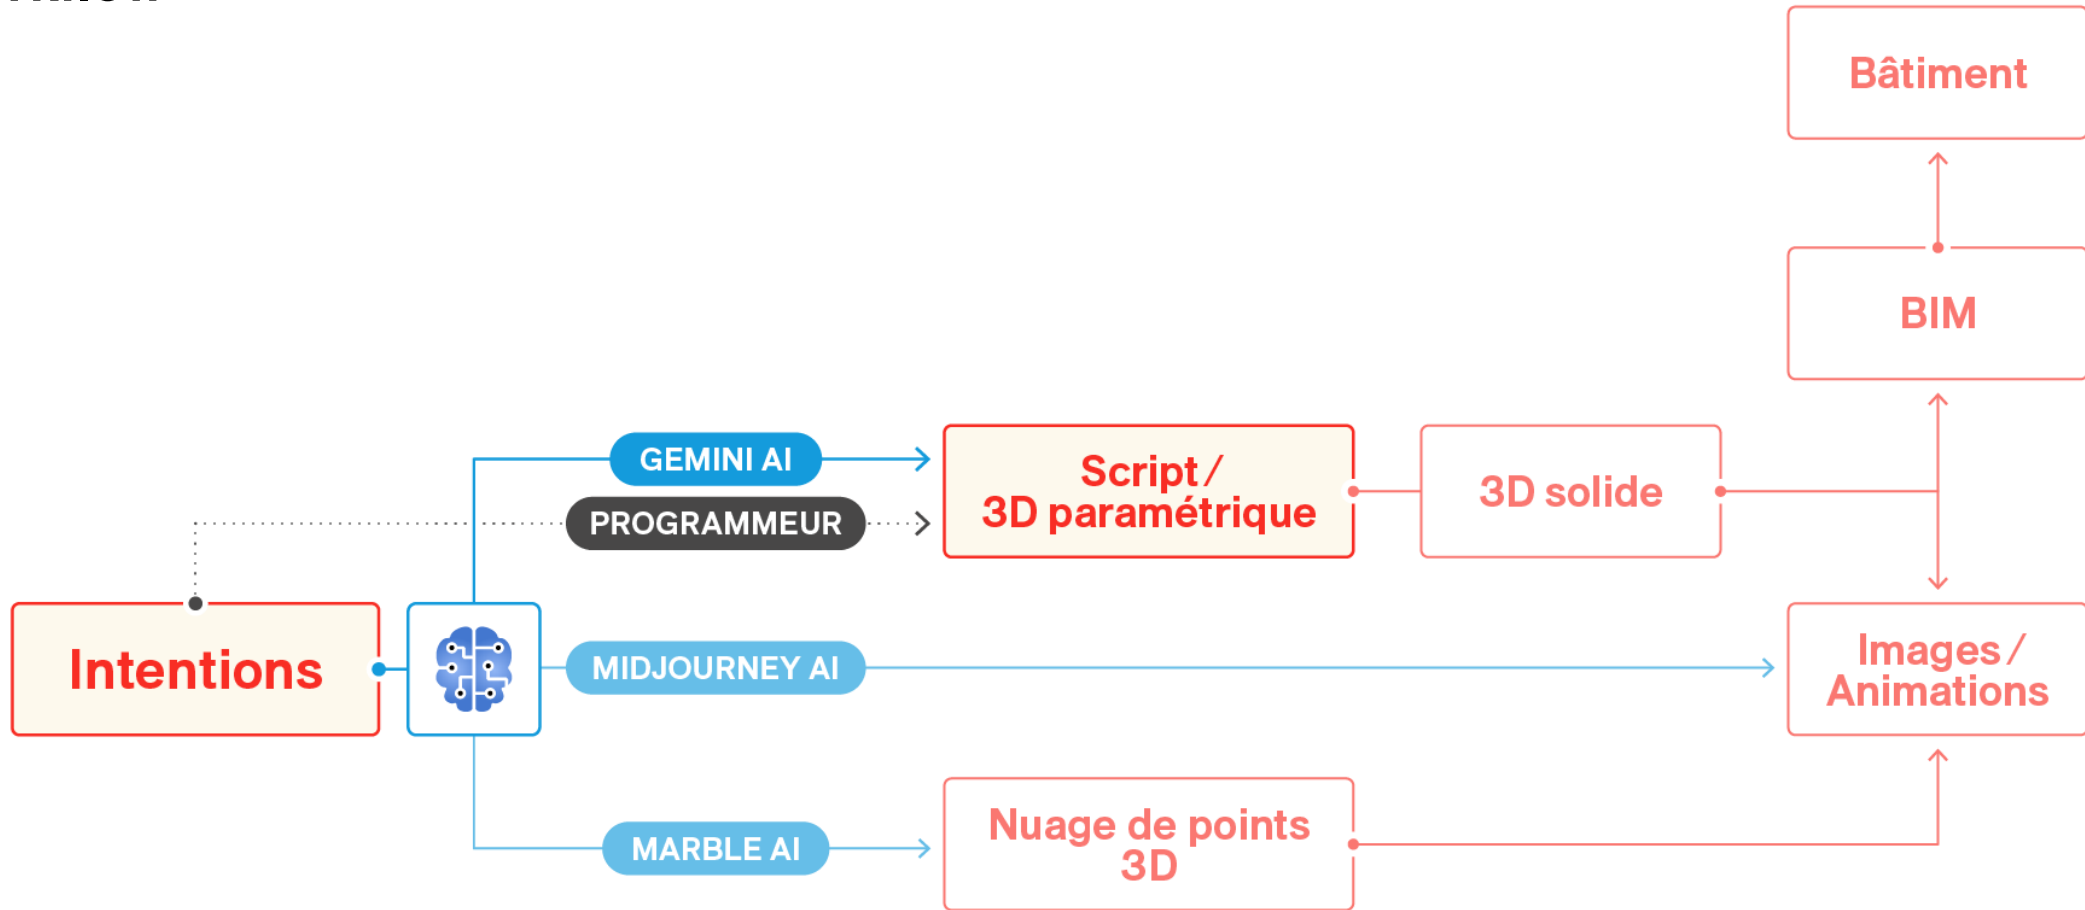 Bâtiment
BIM
GEMINI AI
Script /
3D paramétrique
3D solide
PROGRAMMEUR
Intentions
MIDJOURNEY AI
Images /
Animations
MARBLE AI
Nuage de points
3D